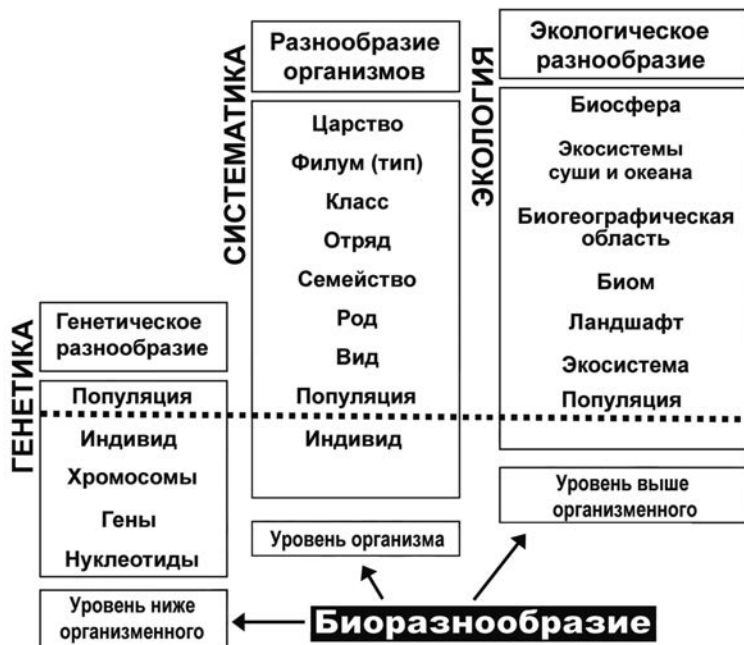 ГЕНЕТИКА
Генетическое
разнообразие
Популяция
Индивид
Хромосомы
Гены
Нуклеотиды
Уровень ниже
организменного
СИСТЕМАТИКА
Разнообразие
организмов
Царство
Филум (тип)
Класс
Отряд
Семейство
Род
Вид
Популяция
Индивид
Уровень организма
ЭКОЛОГИЯ
Экологическое
разнообразие
Биосфера
Экосистемы
суши и океана
Биогеографическая
область
Биом
Ландшафт
Экосистема
Популяция
Уровень выше
организменного
Биоразнообразие